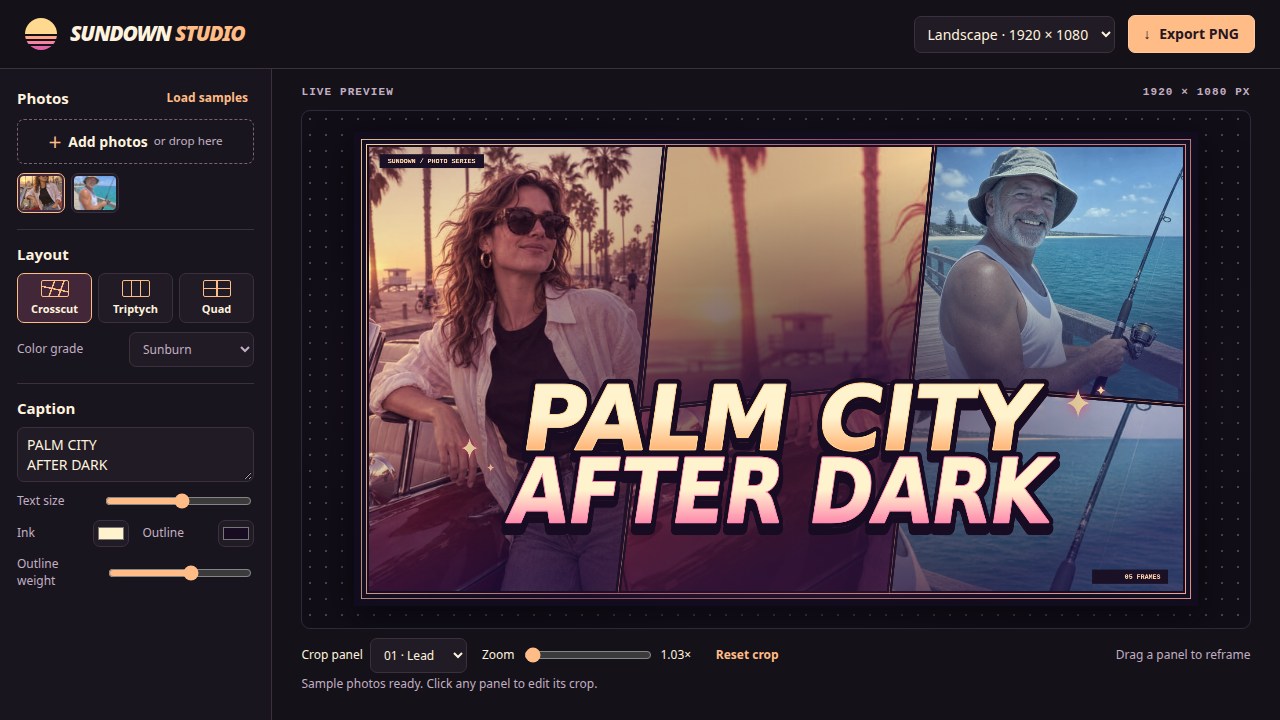 SUNDOWN STUDIO
Landscape · 1920 × 1080
↓ Export PNG
Photos
Load samples
+ Add photos or drop here
Layout
Crosscut
Triptych
Quad
Color grade
Sunburn
Caption
PALM CITY
AFTER DARK
Text size
Ink
Outline
Outline
weight
LIVE PREVIEW
1920 × 1080 PX
SUNDOWN / PHOTO SERIES
PALM CITY
AFTER DARK
05 FRAMES
Crop panel
01 · Lead
Zoom
1.03×
Reset crop
Drag a panel to reframe
Sample photos ready. Click any panel to edit its crop.